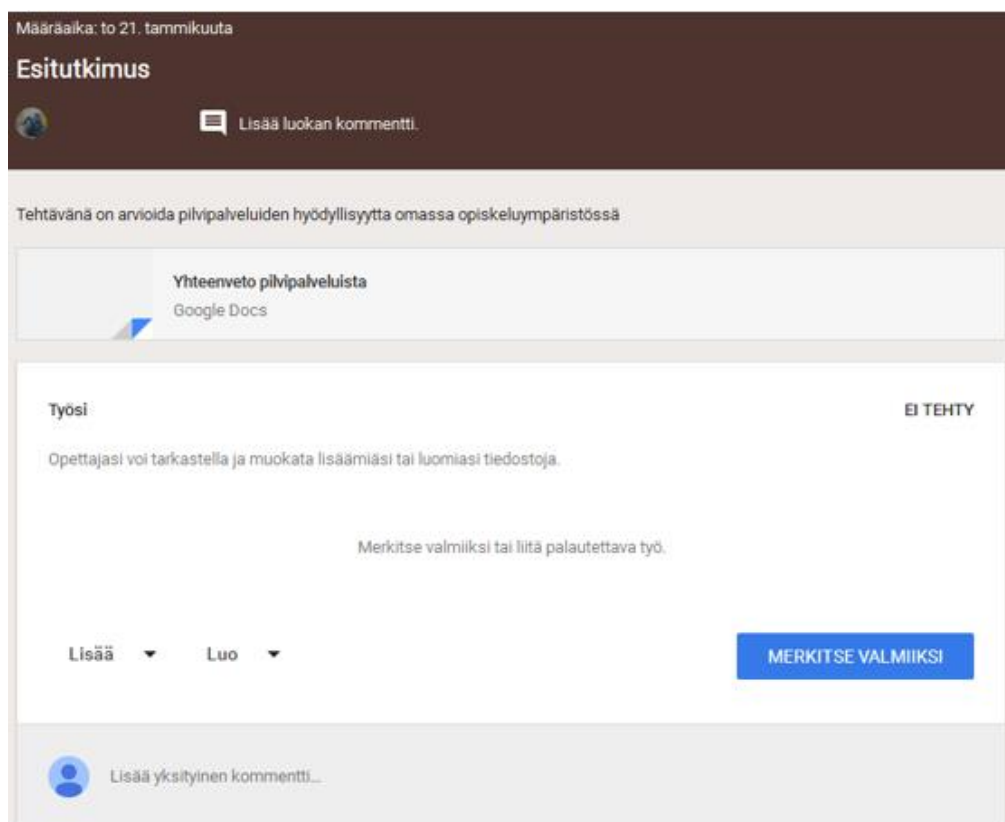 Määräaika: to 21. tammikuuta
Esitutkimus
Lisää luokan kommentti.
Tehtävänä on arvioida pilvipalveluiden hyödyllisyytta omassa opiskeluympäristössä
Yhteenveto pilvipalveluista
Google Docs
Työsi EI TEHTY
Opettajasi voi tarkastella ja muokata lisäämiäsi tai luomiasi tiedostoja.
Merkitse valmiiksi tai liitä palautettava työ.
Lisää Luo MERKITSE VALMIIKSI
Lisää yksityinen kommentti...